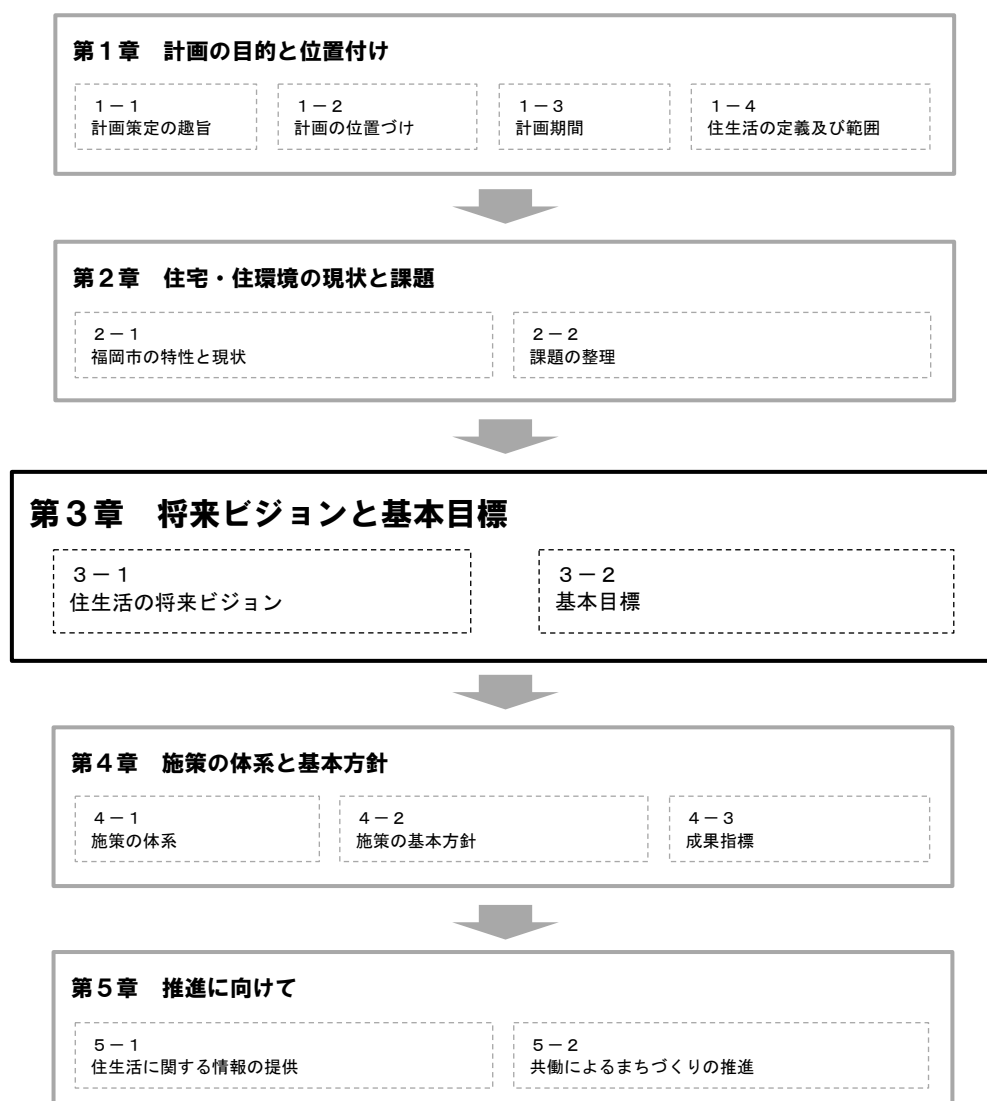 第１章　計画の目的と位置付け
１－１
計画策定の趣旨
１－２
計画の位置づけ
１－３
計画期間
１－４
住生活の定義及び範囲
第２章　住宅・住環境の現状と課題
２－１
福岡市の特性と現状
２－２
課題の整理
第３章　将来ビジョンと基本目標
３－１
住生活の将来ビジョン
３－２
基本目標
第４章　施策の体系と基本方針
４－１
施策の体系
４－２
施策の基本方針
４－３
成果指標
第５章　推進に向けて
５－１
住生活に関する情報の提供
５－２
共働によるまちづくりの推進